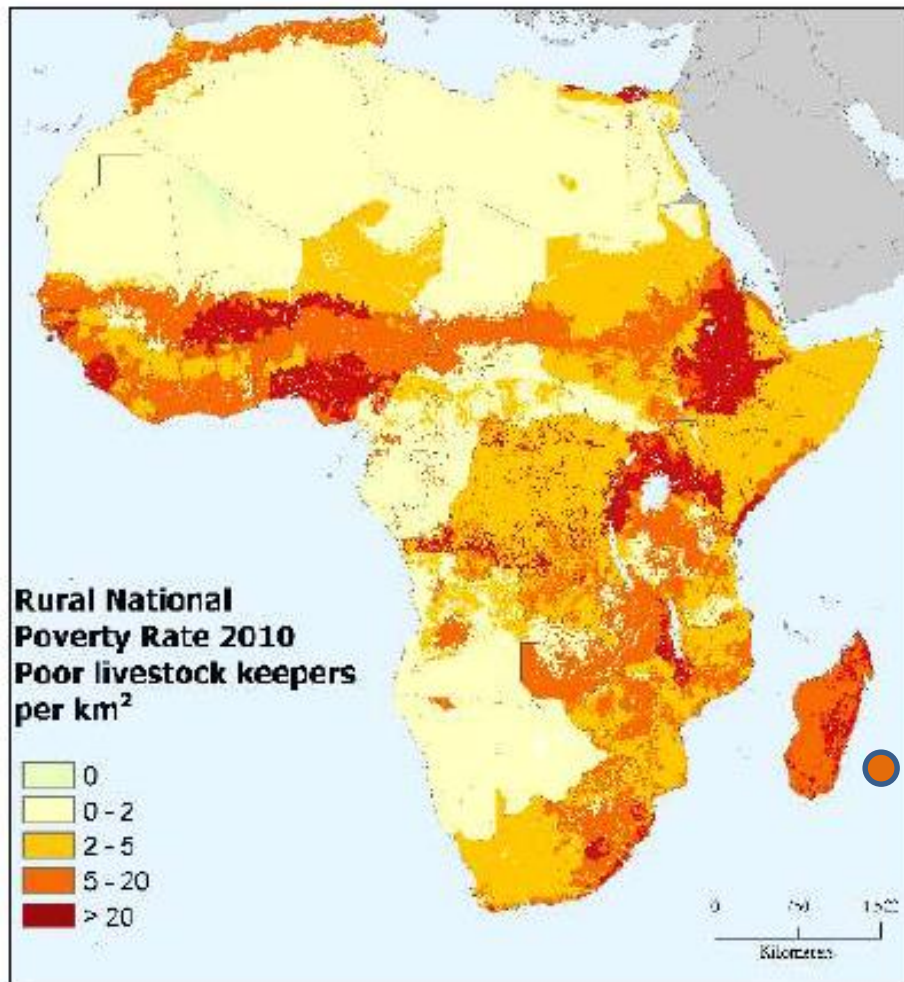 Rural National
Poverty Rate 2010
Poor livestock keepers
per km²
0
0 - 2
2 - 5
5 - 20
> 20
0
Kilometers